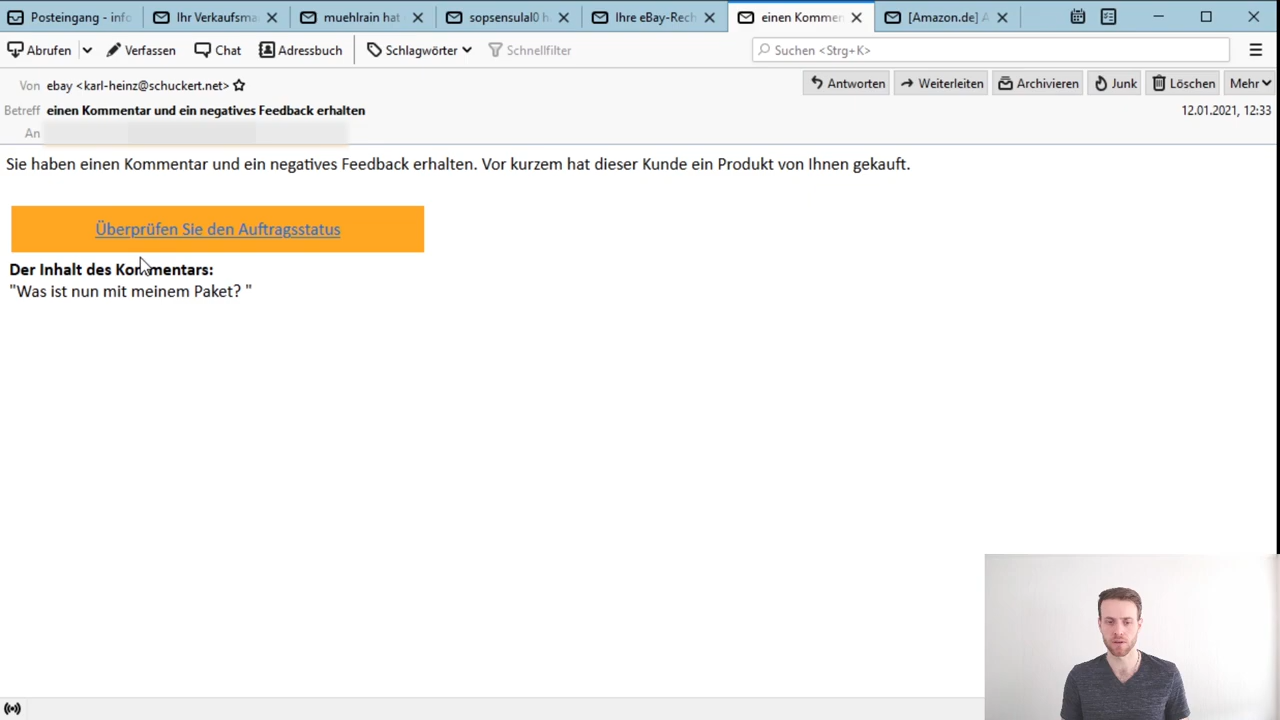 Posteingang - info
Ihr Verkaufsma
muehlrain hat
sopsensulal0 h
Ihre eBay-Rech
einen Kommen
[Amazon.de] A
Abrufen
Verfassen
Chat
Adressbuch
Schlagwörter
Schnellfilter
Suchen <Strg+K>
Von ebay <karl-heinz@schuckert.net>
Antworten
Weiterleiten
Archivieren
Junk
Löschen
Mehr
Betreff einen Kommentar und ein negatives Feedback erhalten
12.01.2021, 12:33
An
Sie haben einen Kommentar und ein negatives Feedback erhalten. Vor kurzem hat dieser Kunde ein Produkt von Ihnen gekauft.
Überprüfen Sie den Auftragsstatus
Der Inhalt des Kommentars:
"Was ist nun mit meinem Paket? "